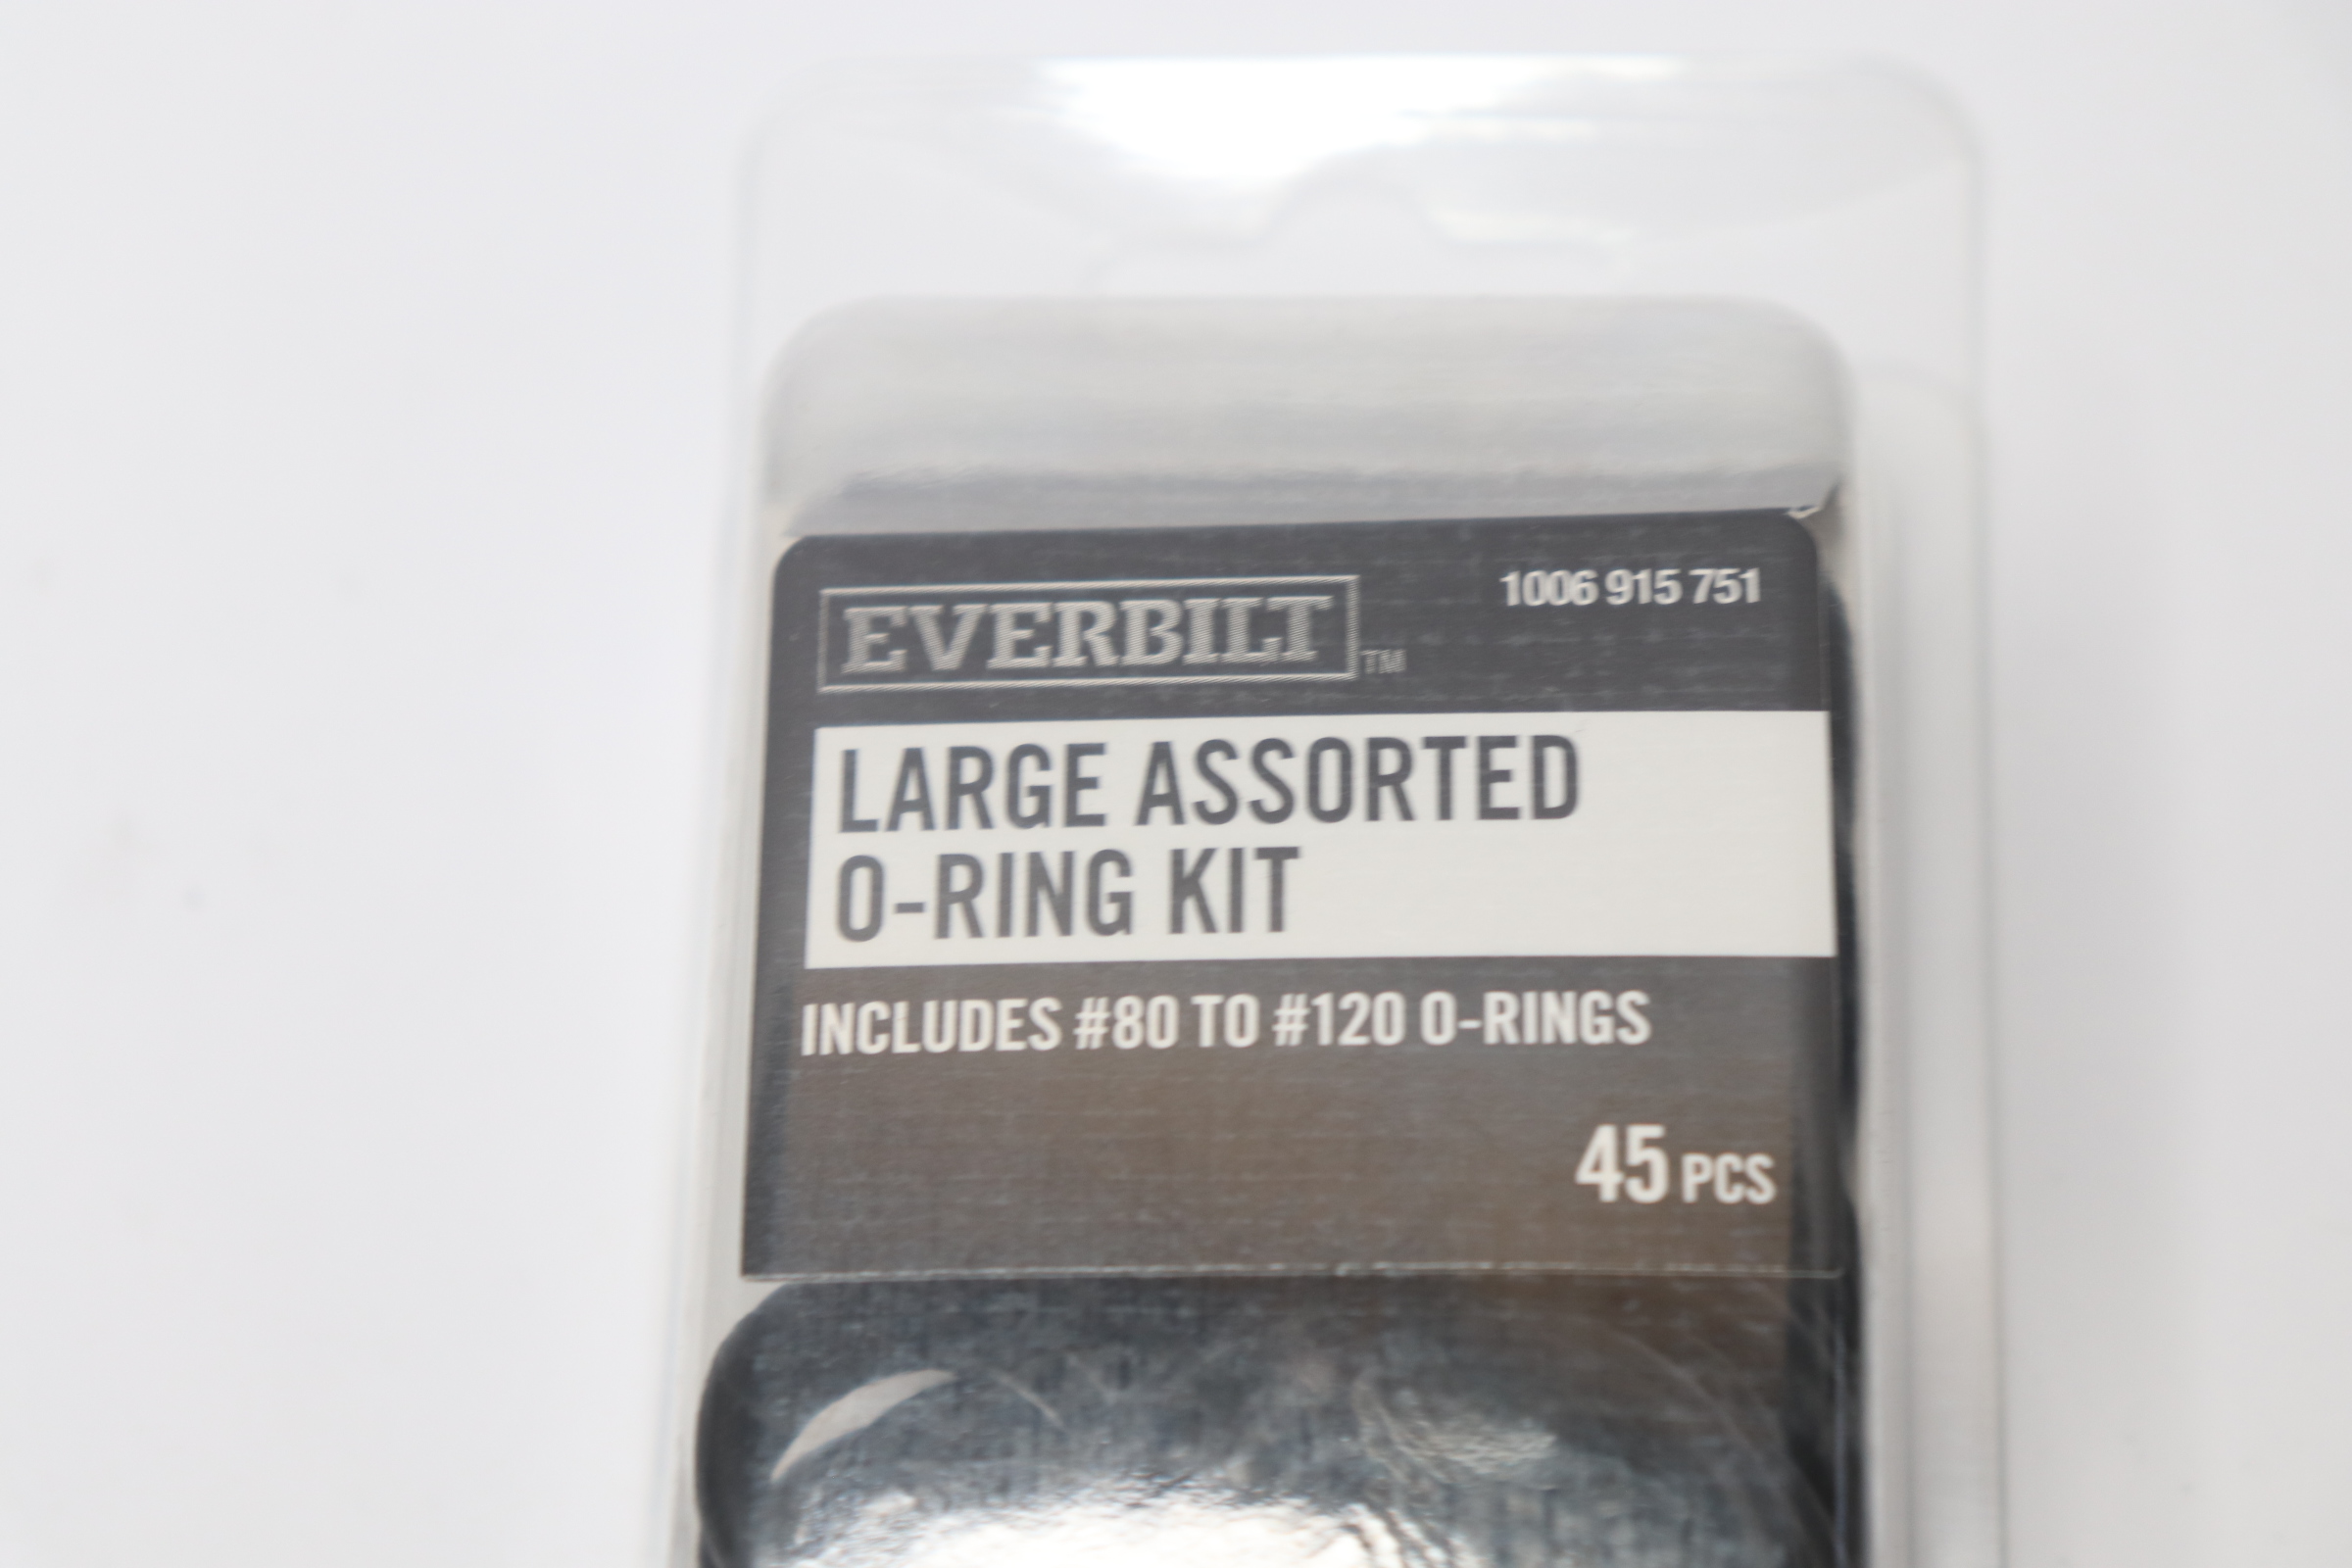 EVERBILT™
1006 915 751
LARGE ASSORTED
O-RING KIT
INCLUDES #80 TO #120 O-RINGS
45 PCS